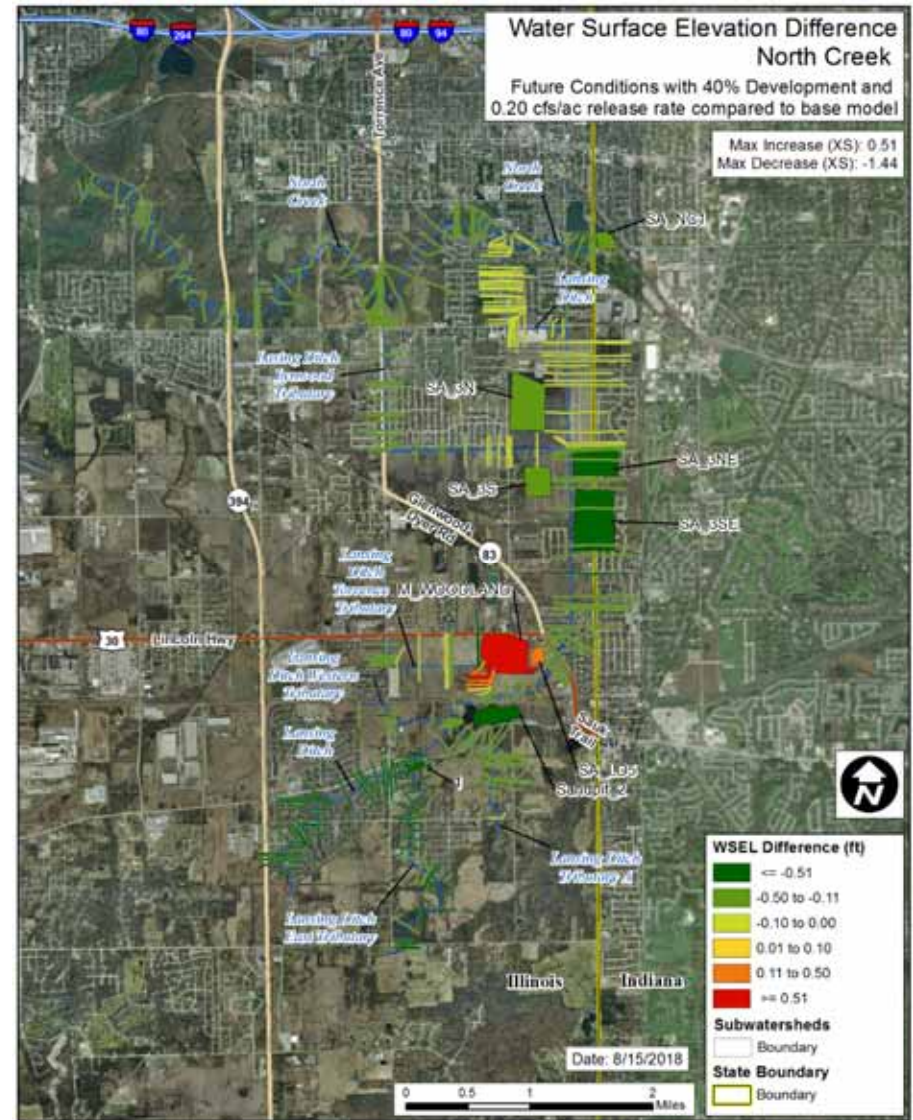 Water Surface Elevation Difference
North Creek
Future Conditions with 40% Development and
0.20 cfs/ac release rate compared to base model
Max Increase (XS): 0.51
Max Decrease (XS): -1.44
80
294
80
94
Torrence Ave
North
Creek
North
Creek
SA_NC1
Lansing
Ditch
Lansing Ditch
Tributary
SA_3N
SA_3NE
SA_3S
394
SA_3SE
Glenwood-
Dyer Rd
83
Lansing
Ditch
Torrence
Tributary
M_WOODLAND
30
Lincoln Hwy
Lansing
Ditch Western
Tributary
Lansing
Ditch
Sauk
Trail
SA_LG5
Sandpit_2
Lansing Ditch
Tributary A
Lansing Ditch
East Tributary
N
WSEL Difference (ft)
<= -0.51
-0.50 to -0.11
-0.10 to 0.00
0.01 to 0.10
0.11 to 0.50
>= 0.51
Subwatersheds
Boundary
State Boundary
Boundary
Illinois
Indiana
Date: 8/15/2018
0
0.5
1
2
Miles